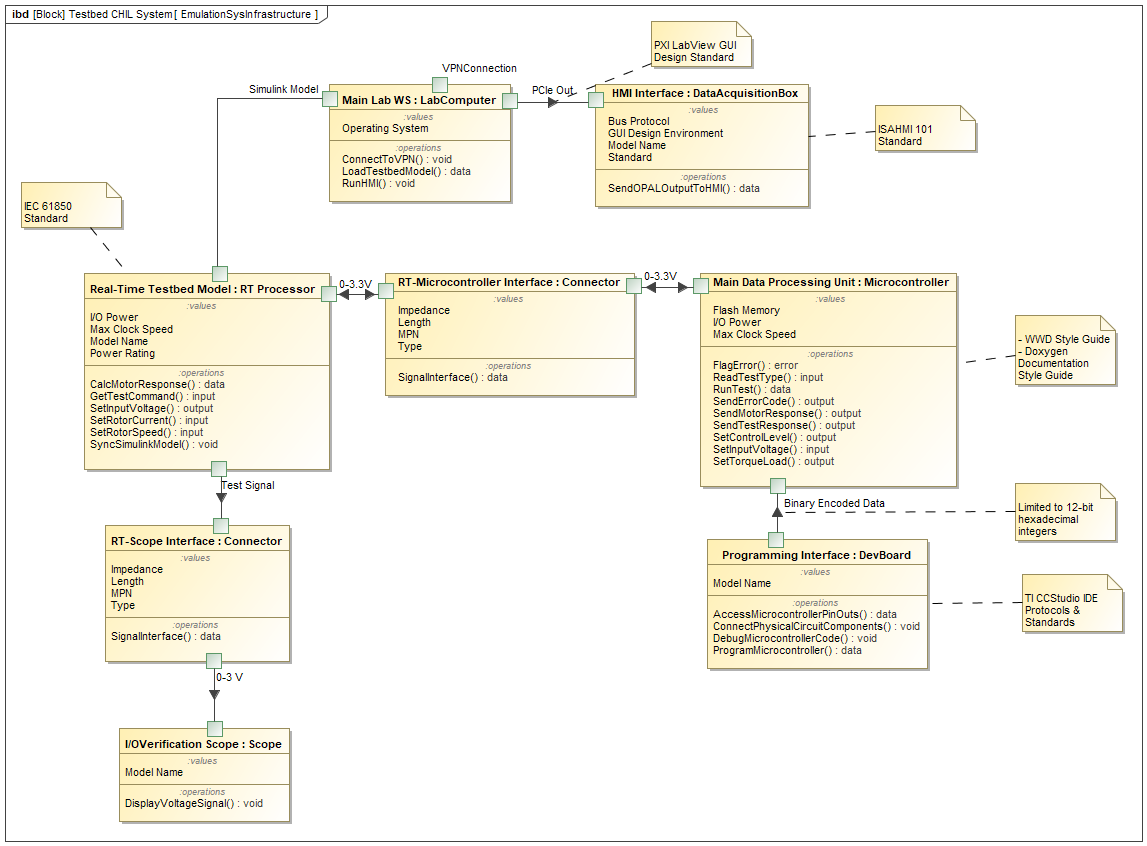 ibd [Block] Testbed CHIL System[ EmulationSysInfrastructure ]
PXI LabView GUI
Design Standard
VPNConnection
Simulink Model
PCIe Out
Main Lab WS : LabComputer
:values
Operating System
:operations
ConnectToVPN() : void
LoadTestbedModel() : data
RunHMI() : void
HMI Interface : DataAcquisitionBox
:values
Bus Protocol
GUI Design Environment
Model Name
Standard
:operations
SendOPALOutputToHMI() : data
ISAHMI 101
Standard
IEC 61850
Standard
Real-Time Testbed Model : RT Processor
:values
I/O Power
Max Clock Speed
Model Name
Power Rating
:operations
CalcMotorResponse() : data
GetTestCommand() : input
SetInputVoltage() : output
SetRotorCurrent() : input
SetRotorSpeed() : input
SyncSimulinkModel() : void
0-3.3V
RT-Microcontroller Interface : Connector
:values
Impedance
Length
MPN
Type
:operations
SignalInterface() : data
0-3.3V
Main Data Processing Unit : Microcontroller
:values
Flash Memory
I/O Power
Max Clock Speed
:operations
FlagError() : error
ReadTestType() : input
RunTest() : data
SendErrorCode() : output
SendMotorResponse() : output
SendTestResponse() : output
SetControlLevel() : output
SetInputVoltage() : input
SetTorqueLoad() : output
- WWD Style Guide
- Doxygen
Documentation
Style Guide
Test Signal
RT-Scope Interface : Connector
:values
Impedance
Length
MPN
Type
:operations
SignalInterface() : data
0-3 V
I/OVerification Scope : Scope
:values
Model Name
:operations
DisplayVoltageSignal() : void
Binary Encoded Data
Limited to 12-bit
hexadecimal
integers
Programming Interface : DevBoard
:values
Model Name
:operations
AccessMicrocontrollerPinOuts() : data
ConnectPhysicalCircuitComponents() : void
DebugMicrocontrollerCode() : void
ProgramMicrocontroller() : data
TI CCStudio IDE
Protocols &
Standards